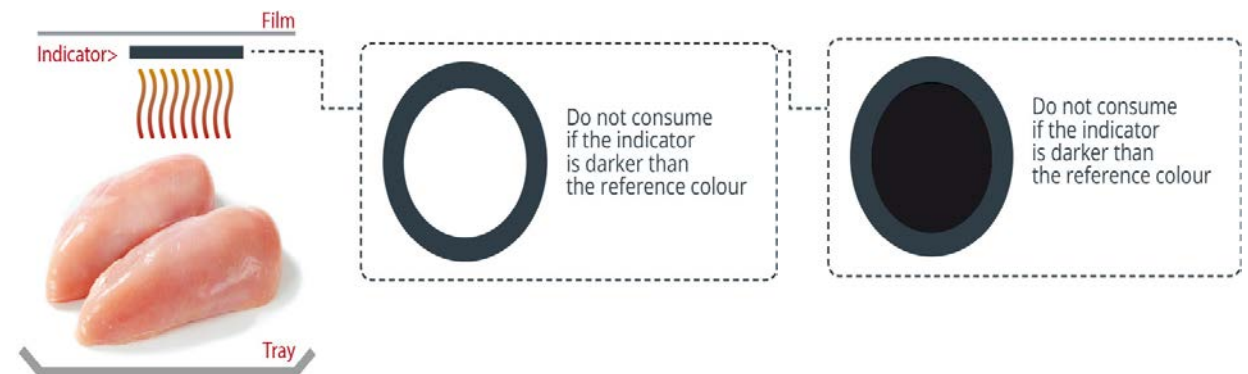 Film
Indicator>
Do not consume
if the indicator
is darker than
the reference colour
Do not consume
if the indicator
is darker than
the reference colour
Tray